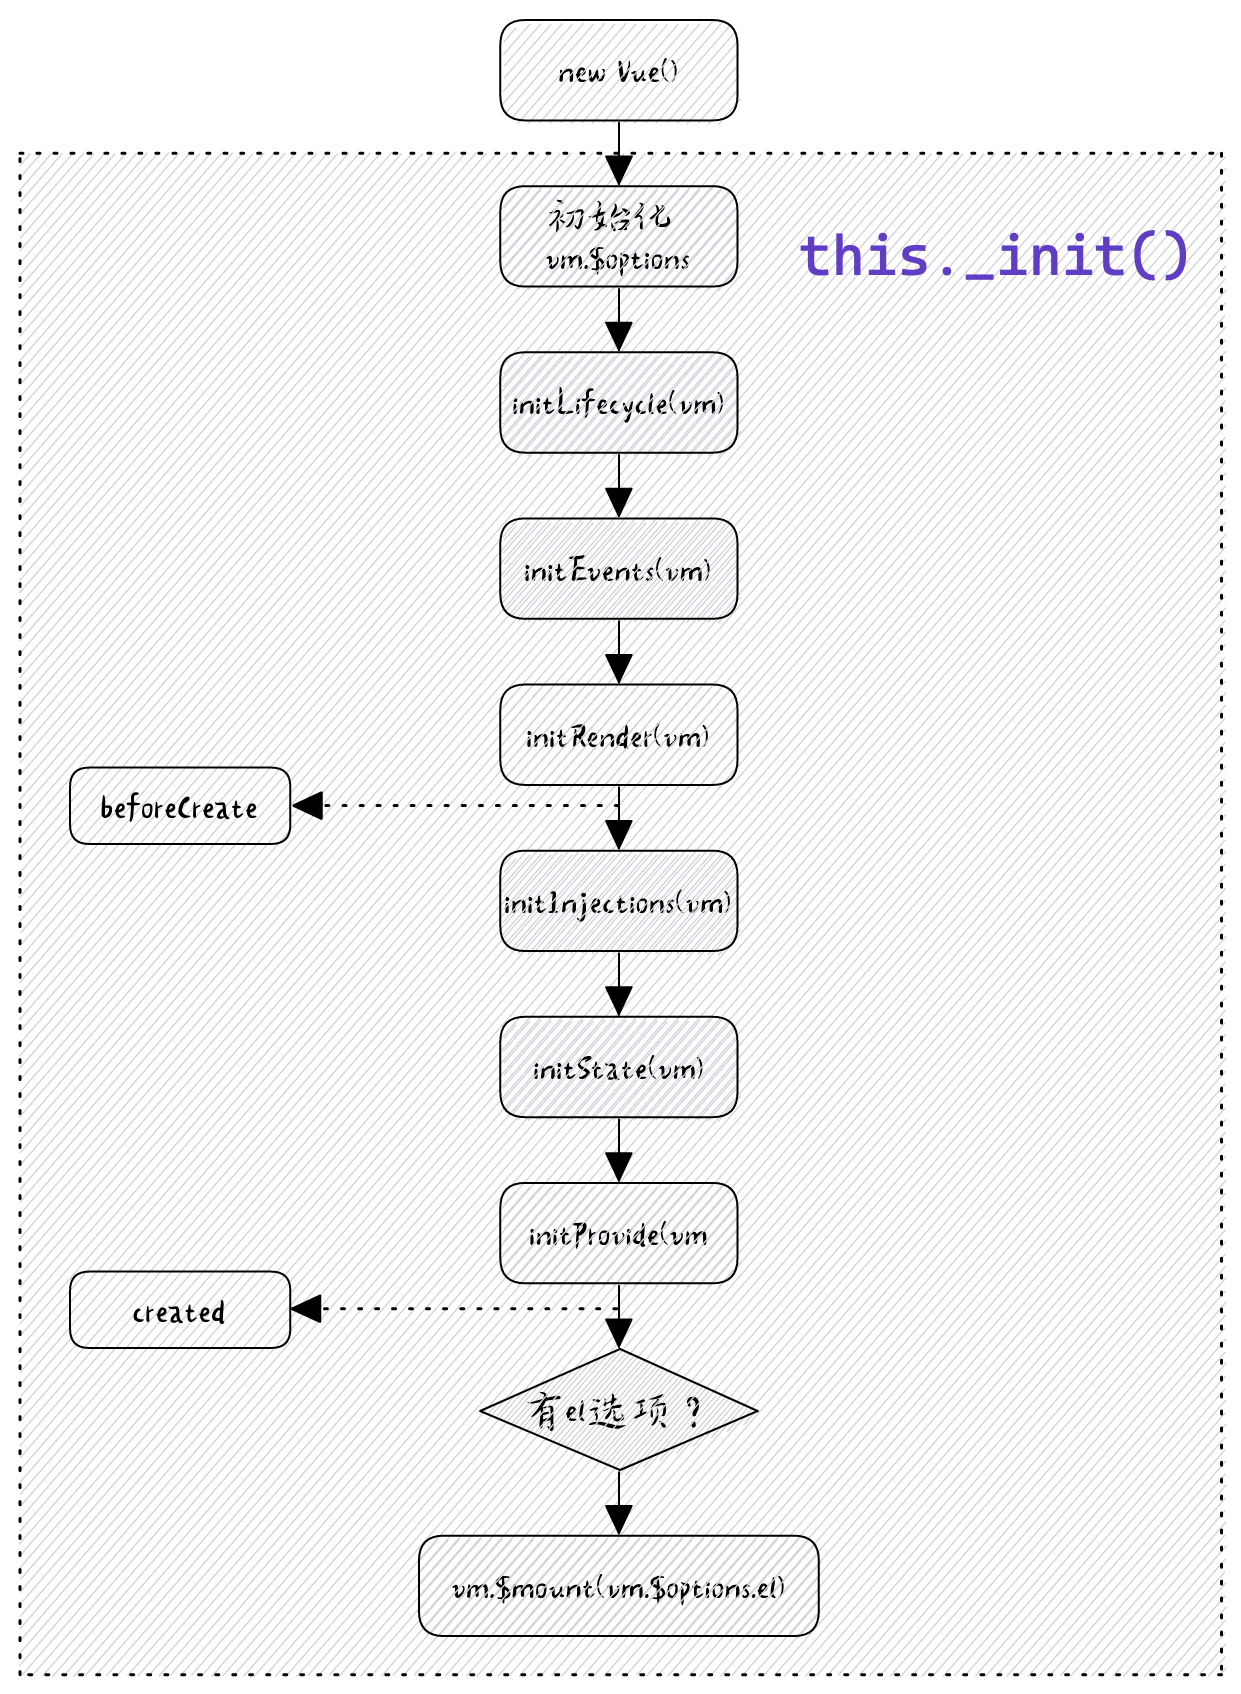 new Vue()
初始化
vm.$options
this._init()
initLifecycle(vm)
initEvents(vm)
initRender(vm)
beforeCreate
initInjections(vm)
initState(vm)
initProvide(vm
created
有el选项？
vm.$mount(vm.$options.el)